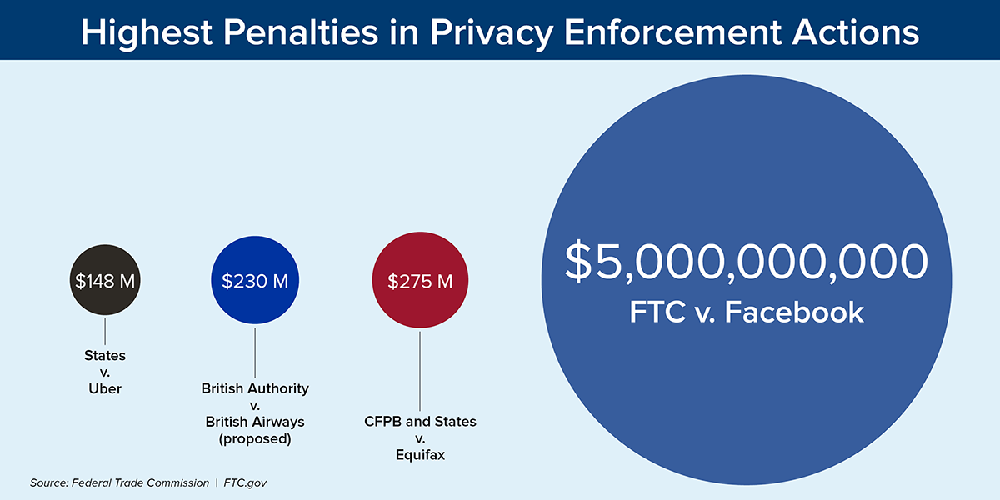 Highest Penalties in Privacy Enforcement Actions
$148 M
States
v.
Uber
$230 M
British Authority
v.
British Airways
(proposed)
$275 M
CFPB and States
v.
Equifax
$5,000,000,000
FTC v. Facebook
Source: Federal Trade Commission | FTC.gov